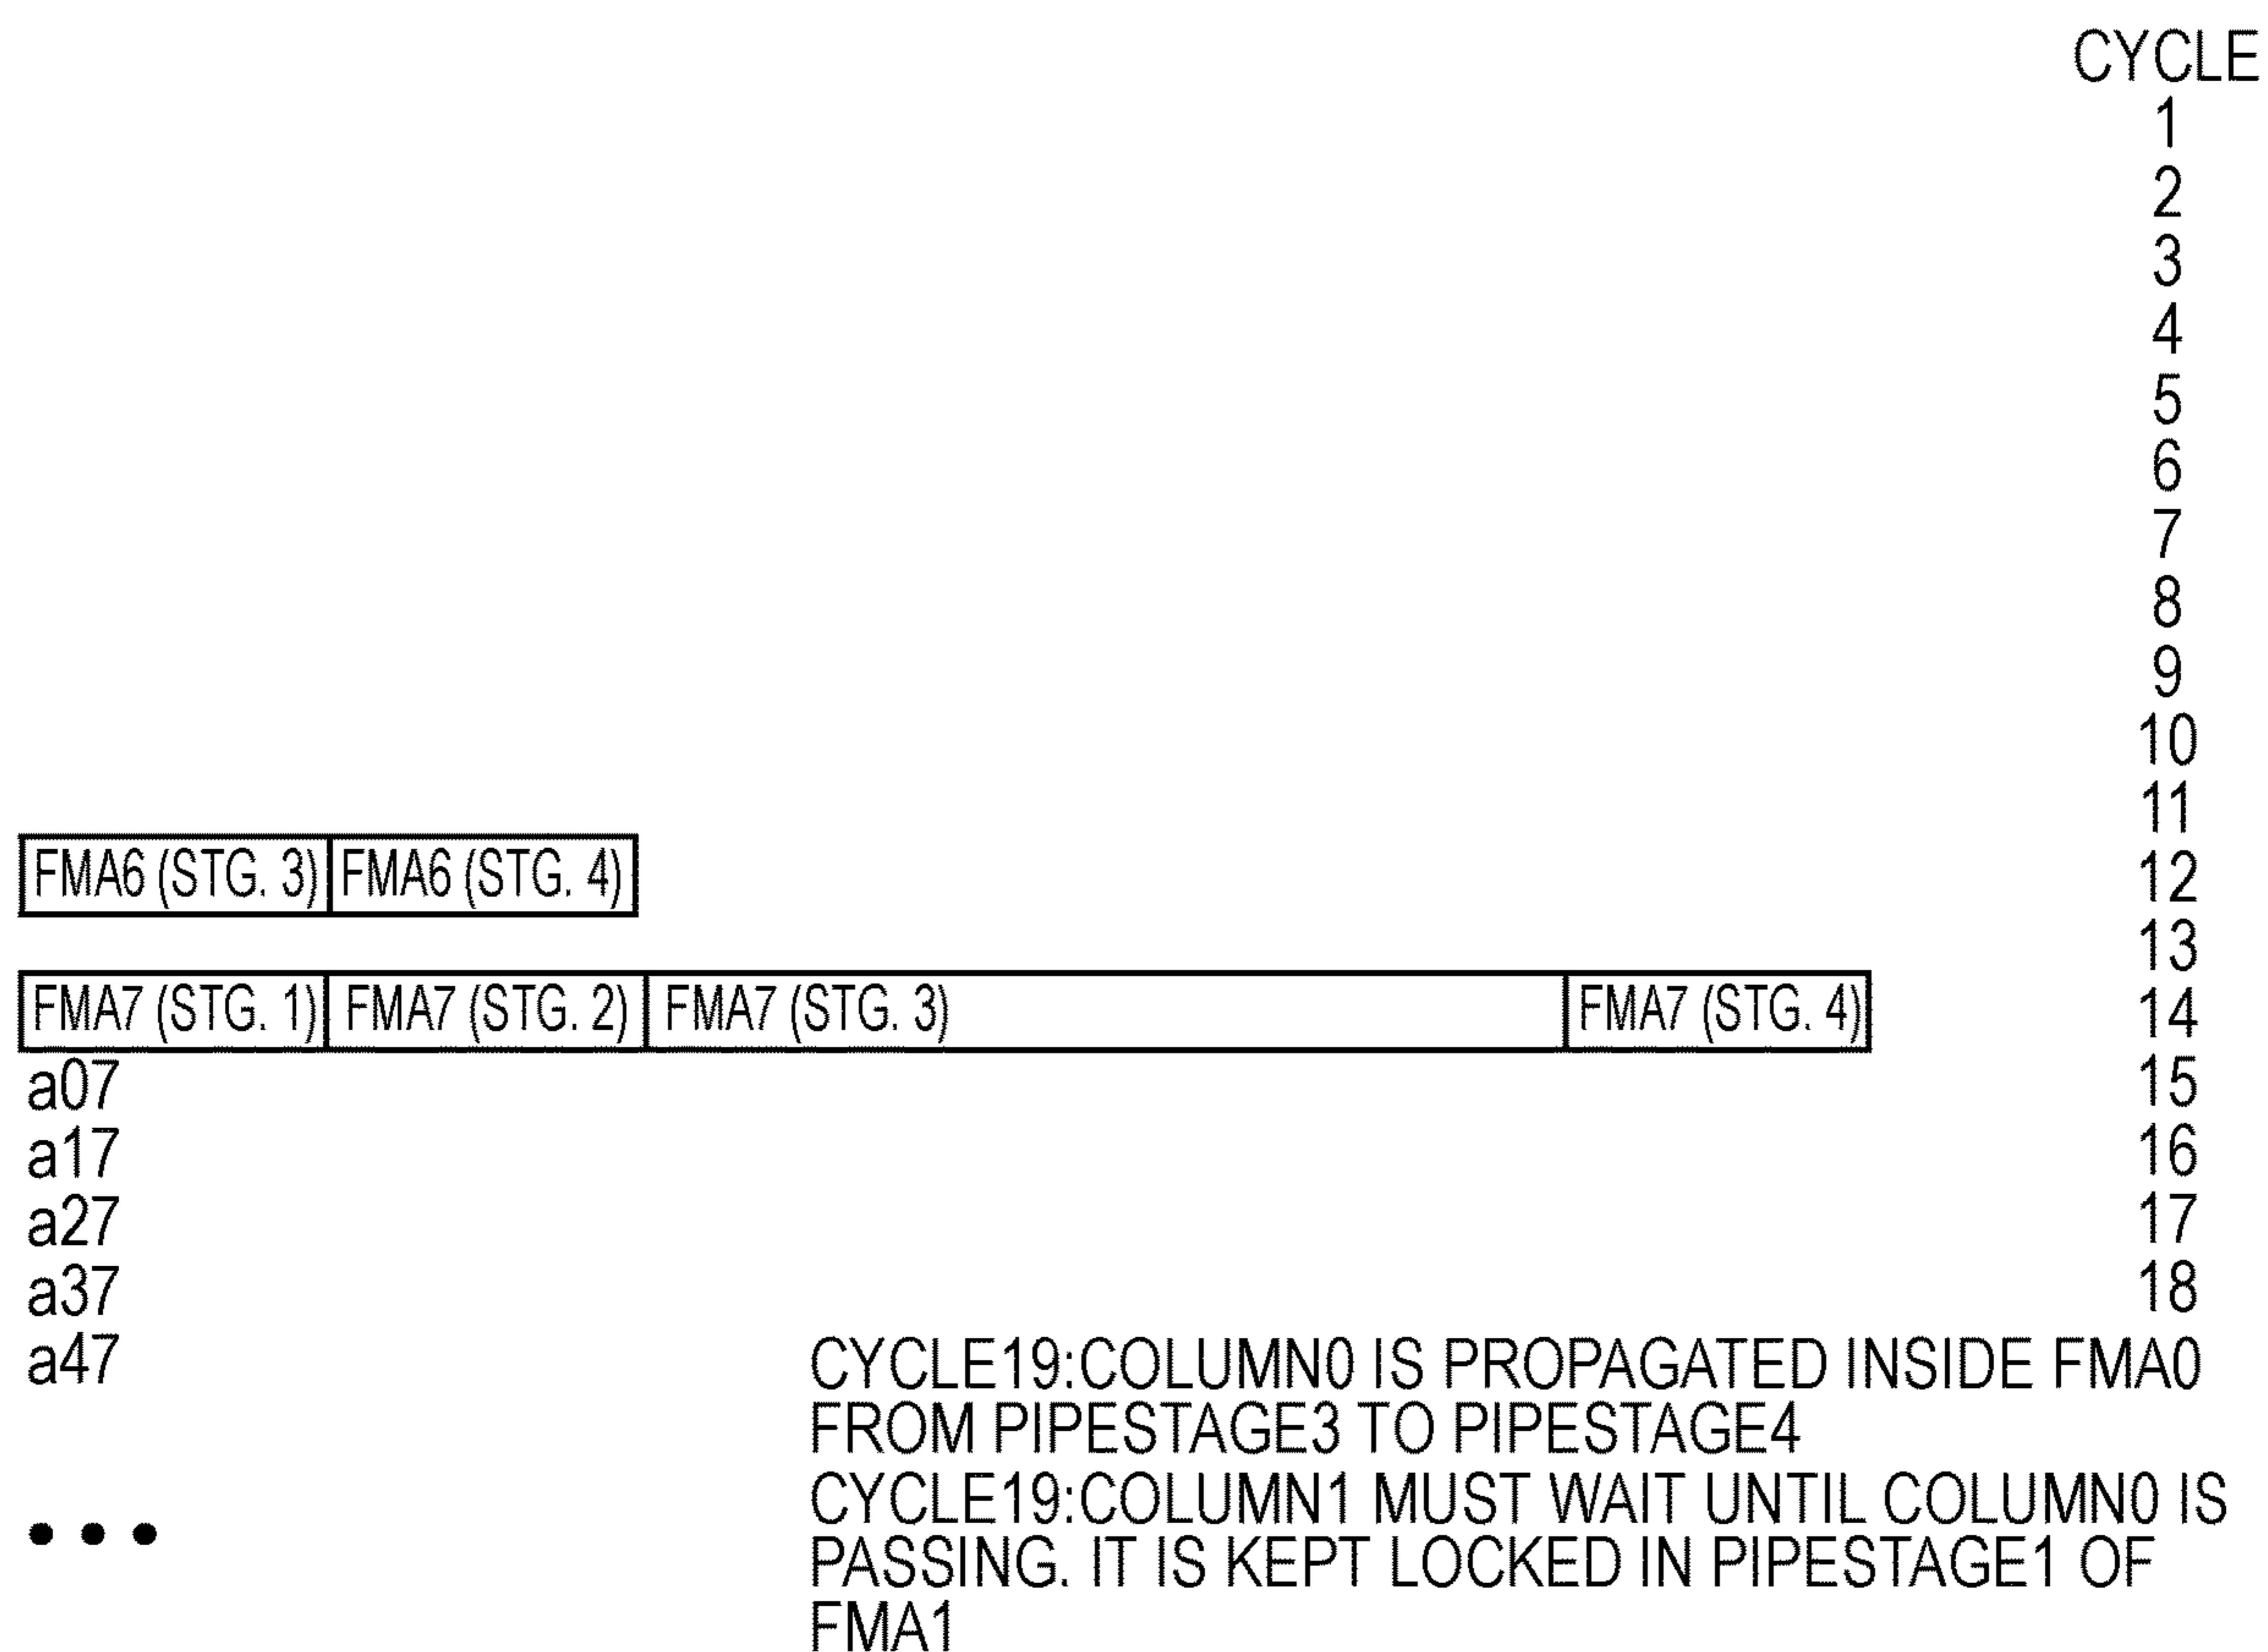 CYCLE
1
2
3
4
5
6
7
8
9
10
11
FMA6 (STG. 3) FMA6 (STG. 4) 12
13
FMA7 (STG. 1) FMA7 (STG. 2) FMA7 (STG. 3) FMA7 (STG. 4) 14
a07 15
a17 16
a27 17
a37 18
a47 CYCLE19:COLUMN0 IS PROPAGATED INSIDE FMA0
FROM PIPESTAGE3 TO PIPESTAGE4
CYCLE19:COLUMN1 MUST WAIT UNTIL COLUMN0 IS
••• PASSING. IT IS KEPT LOCKED IN PIPESTAGE1 OF
FMA1